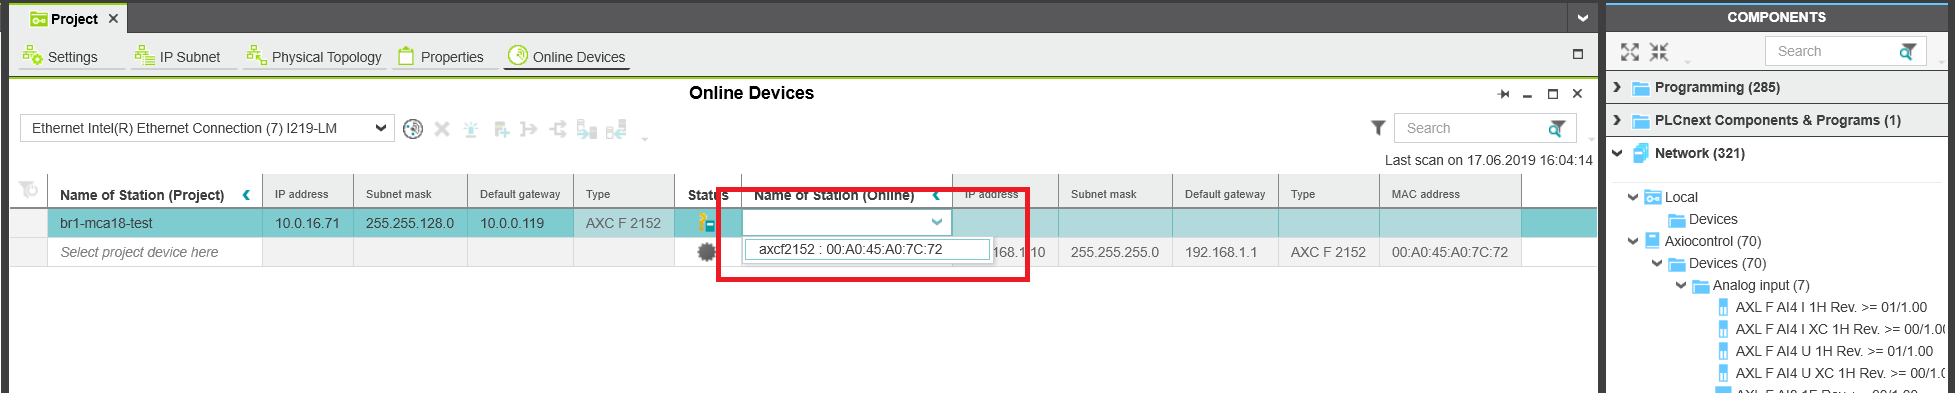 Project
COMPONENTS
Settings
IP Subnet
Physical Topology
Properties
Online Devices
Search
Online Devices
Programming (285)
Ethernet Intel(R) Ethernet Connection (7) I219-LM
Search
PLCnext Components & Programs (1)
Last scan on 17.06.2019 16:04:14
Network (321)
Name of Station (Project) IP address Subnet mask Default gateway Type Status Name of Station (Online) IP address Subnet mask Default gateway Type MAC address
Local
br1-mca18-test 10.0.16.71 255.255.128.0 10.0.0.119 AXC F 2152
Devices
Axiocontrol (70)
Select project device here axcf2152 : 00:A0:45:A0:7C:72 168.1.10 255.255.255.0 192.168.1.1 AXC F 2152 00:A0:45:A0:7C:72
Devices (70)
Analog input (7)
AXL F AI4 I 1H Rev. >= 01/1.00
AXL F AI4 I XC 1H Rev. >= 00/1.0
AXL F AI4 U 1H Rev. >= 01/1.00
AXL F AI4 U XC 1H Rev. >= 00/1.0